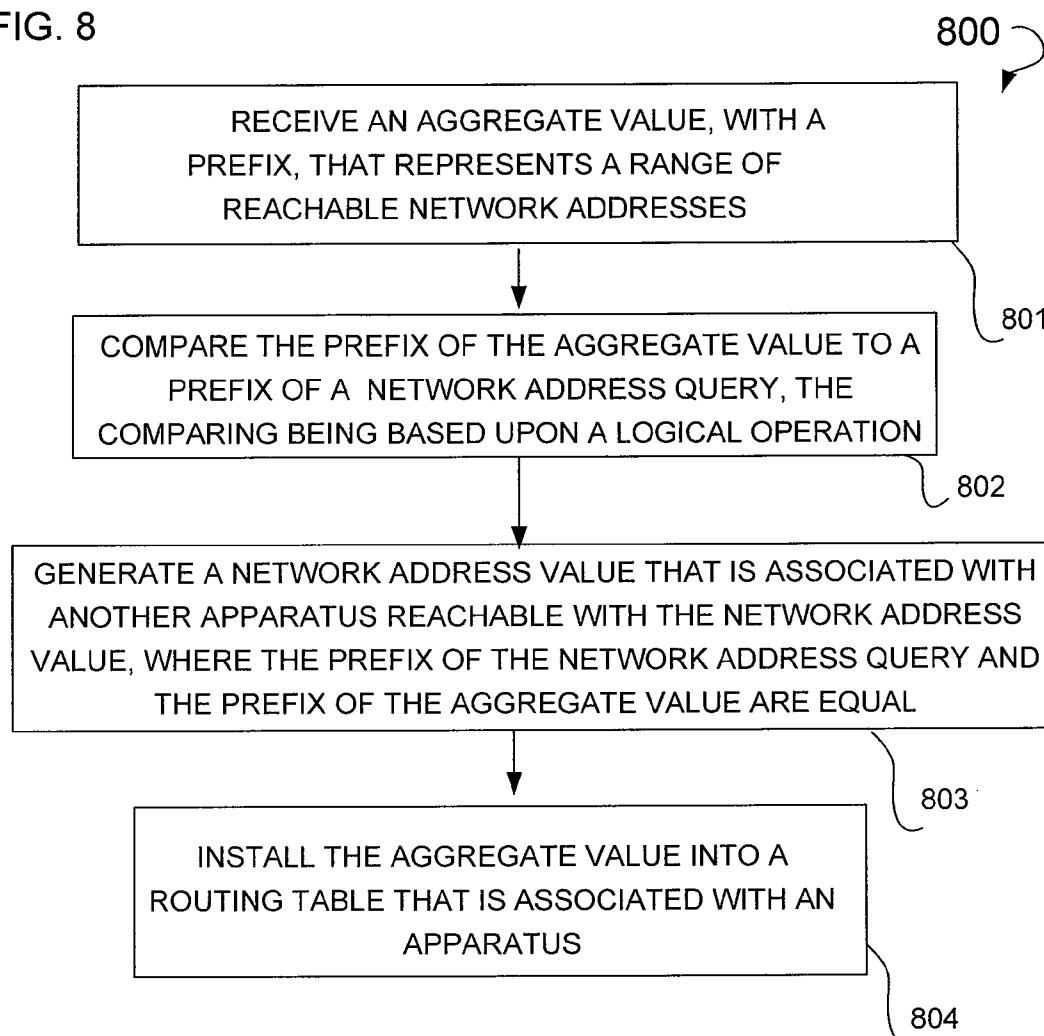 FIG. 8
800
RECEIVE AN AGGREGATE VALUE, WITH A
PREFIX, THAT REPRESENTS A RANGE OF
REACHABLE NETWORK ADDRESSES
801
COMPARE THE PREFIX OF THE AGGREGATE VALUE TO A
PREFIX OF A NETWORK ADDRESS QUERY, THE
COMPARING BEING BASED UPON A LOGICAL OPERATION
802
GENERATE A NETWORK ADDRESS VALUE THAT IS ASSOCIATED WITH
ANOTHER APPARATUS REACHABLE WITH THE NETWORK ADDRESS
VALUE, WHERE THE PREFIX OF THE NETWORK ADDRESS QUERY AND
THE PREFIX OF THE AGGREGATE VALUE ARE EQUAL
803
INSTALL THE AGGREGATE VALUE INTO A
ROUTING TABLE THAT IS ASSOCIATED WITH AN
APPARATUS
804